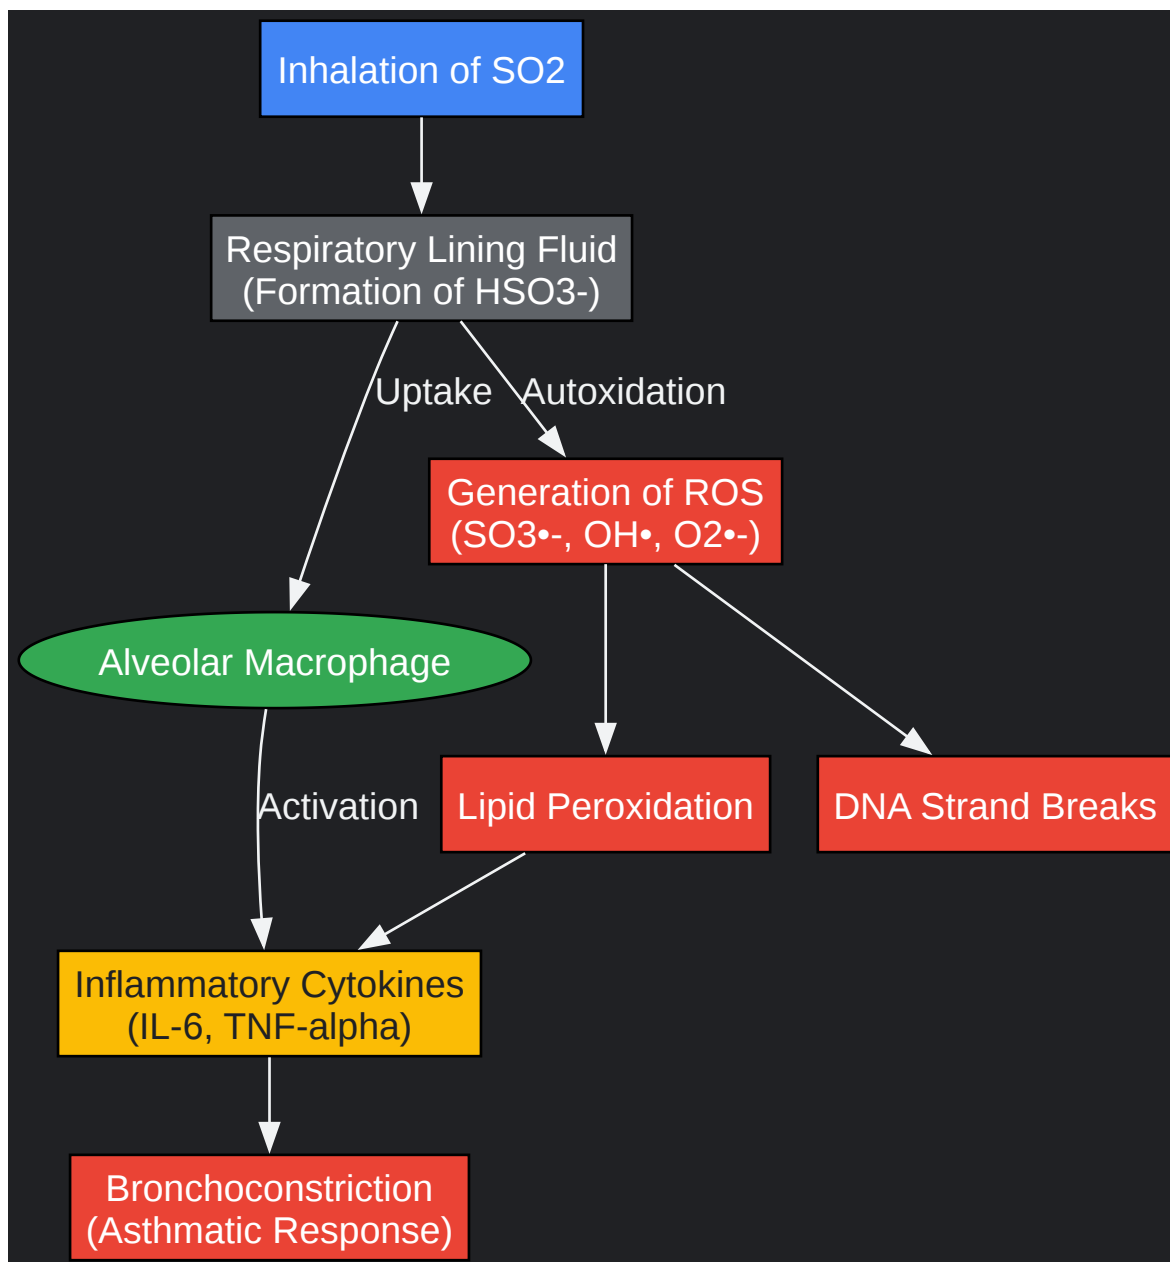 Inhalation of SO2
Respiratory Lining Fluid
(Formation of HSO3-)
Uptake
Autoxidation
Generation of ROS
(SO3•-, OH•, O2•-)
Alveolar Macrophage
Activation
Lipid Peroxidation
DNA Strand Breaks
Inflammatory Cytokines
(IL-6, TNF-alpha)
Bronchoconstriction
(Asthmatic Response)